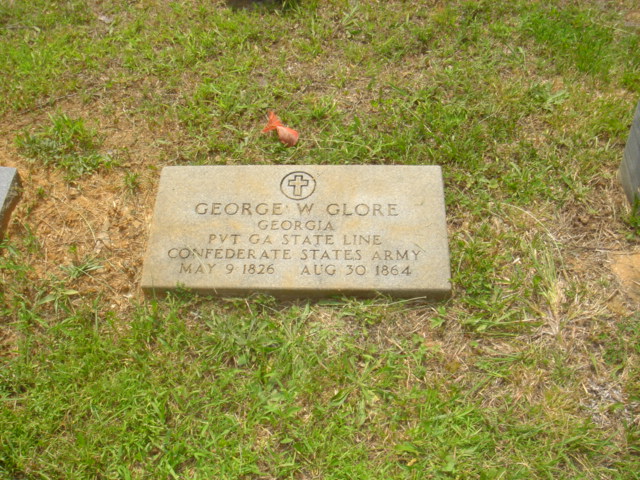 GEORGE W GLORE
GEORGIA
PVT GA STATE LINE
CONFEDERATE STATES ARMY
MAY 9 1826 AUG 30 1864